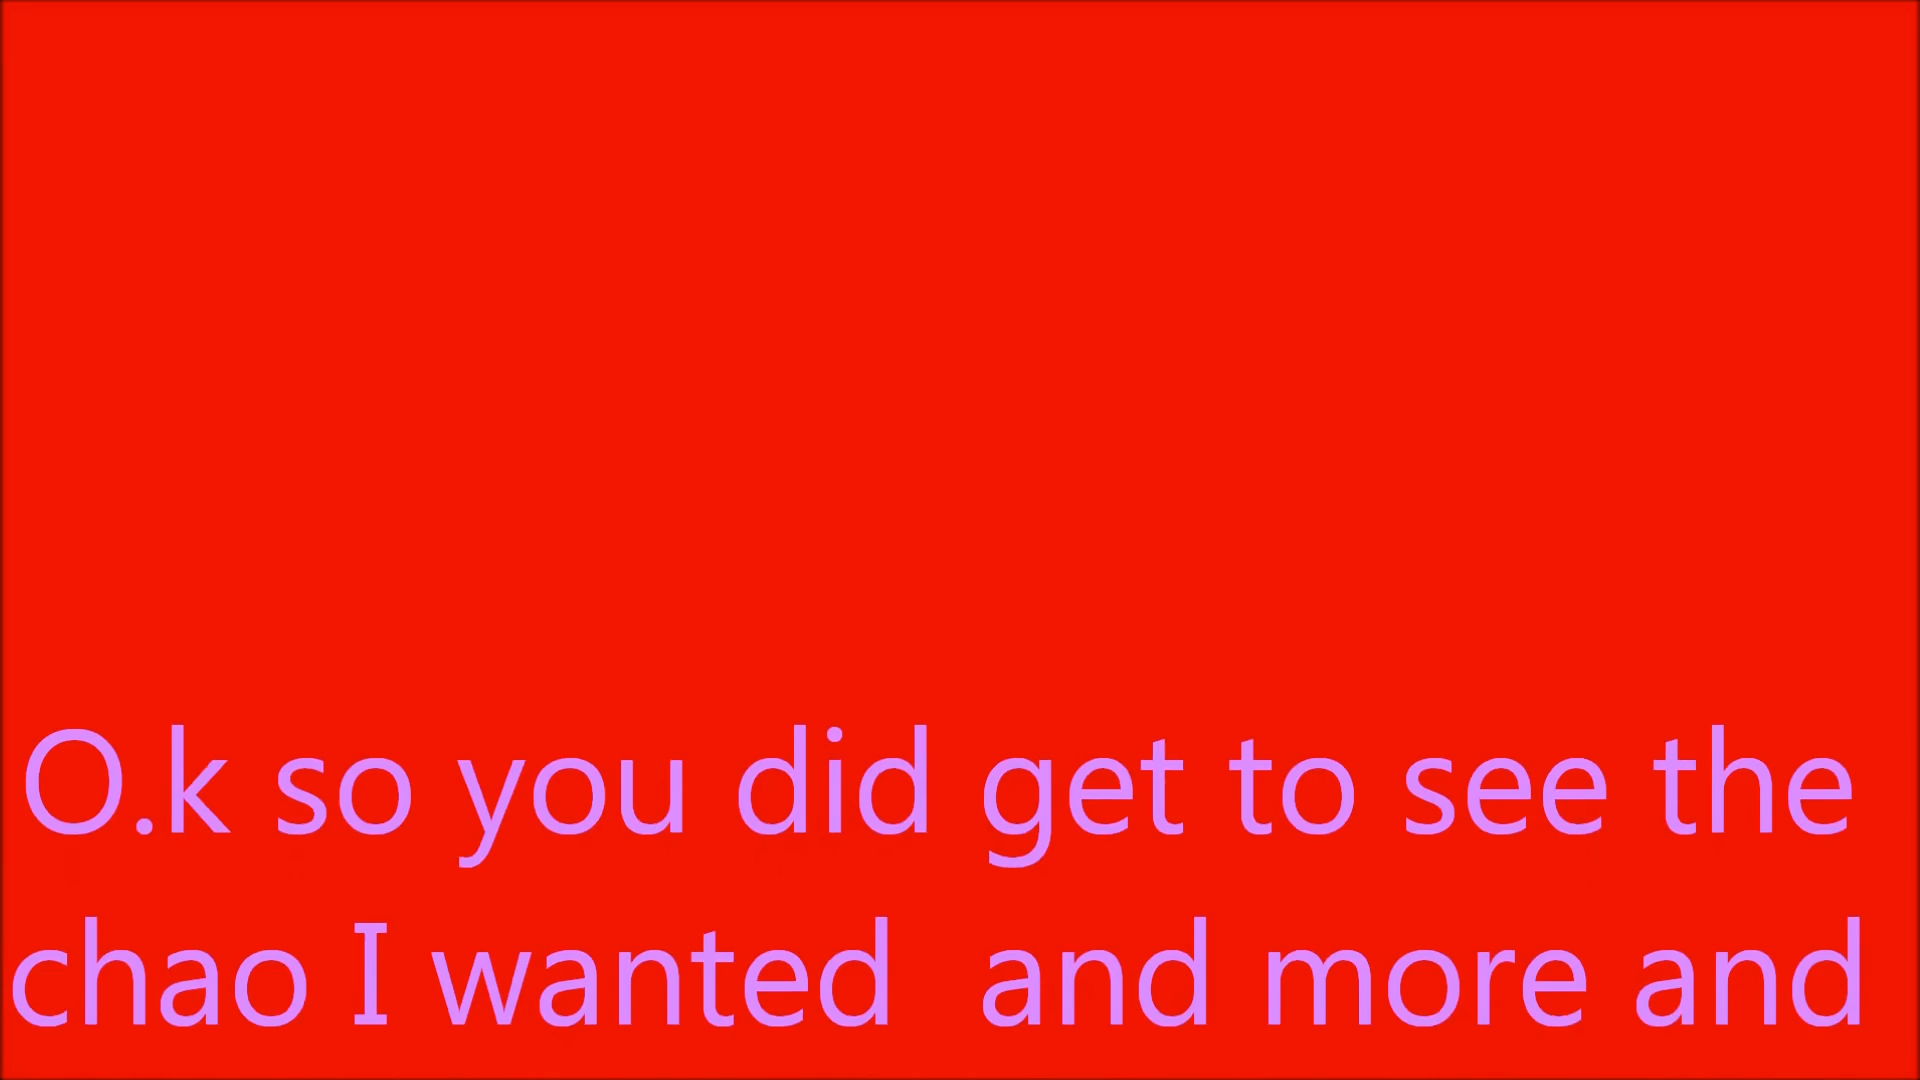 O.k so you did get to see the
chao I wanted  and more and